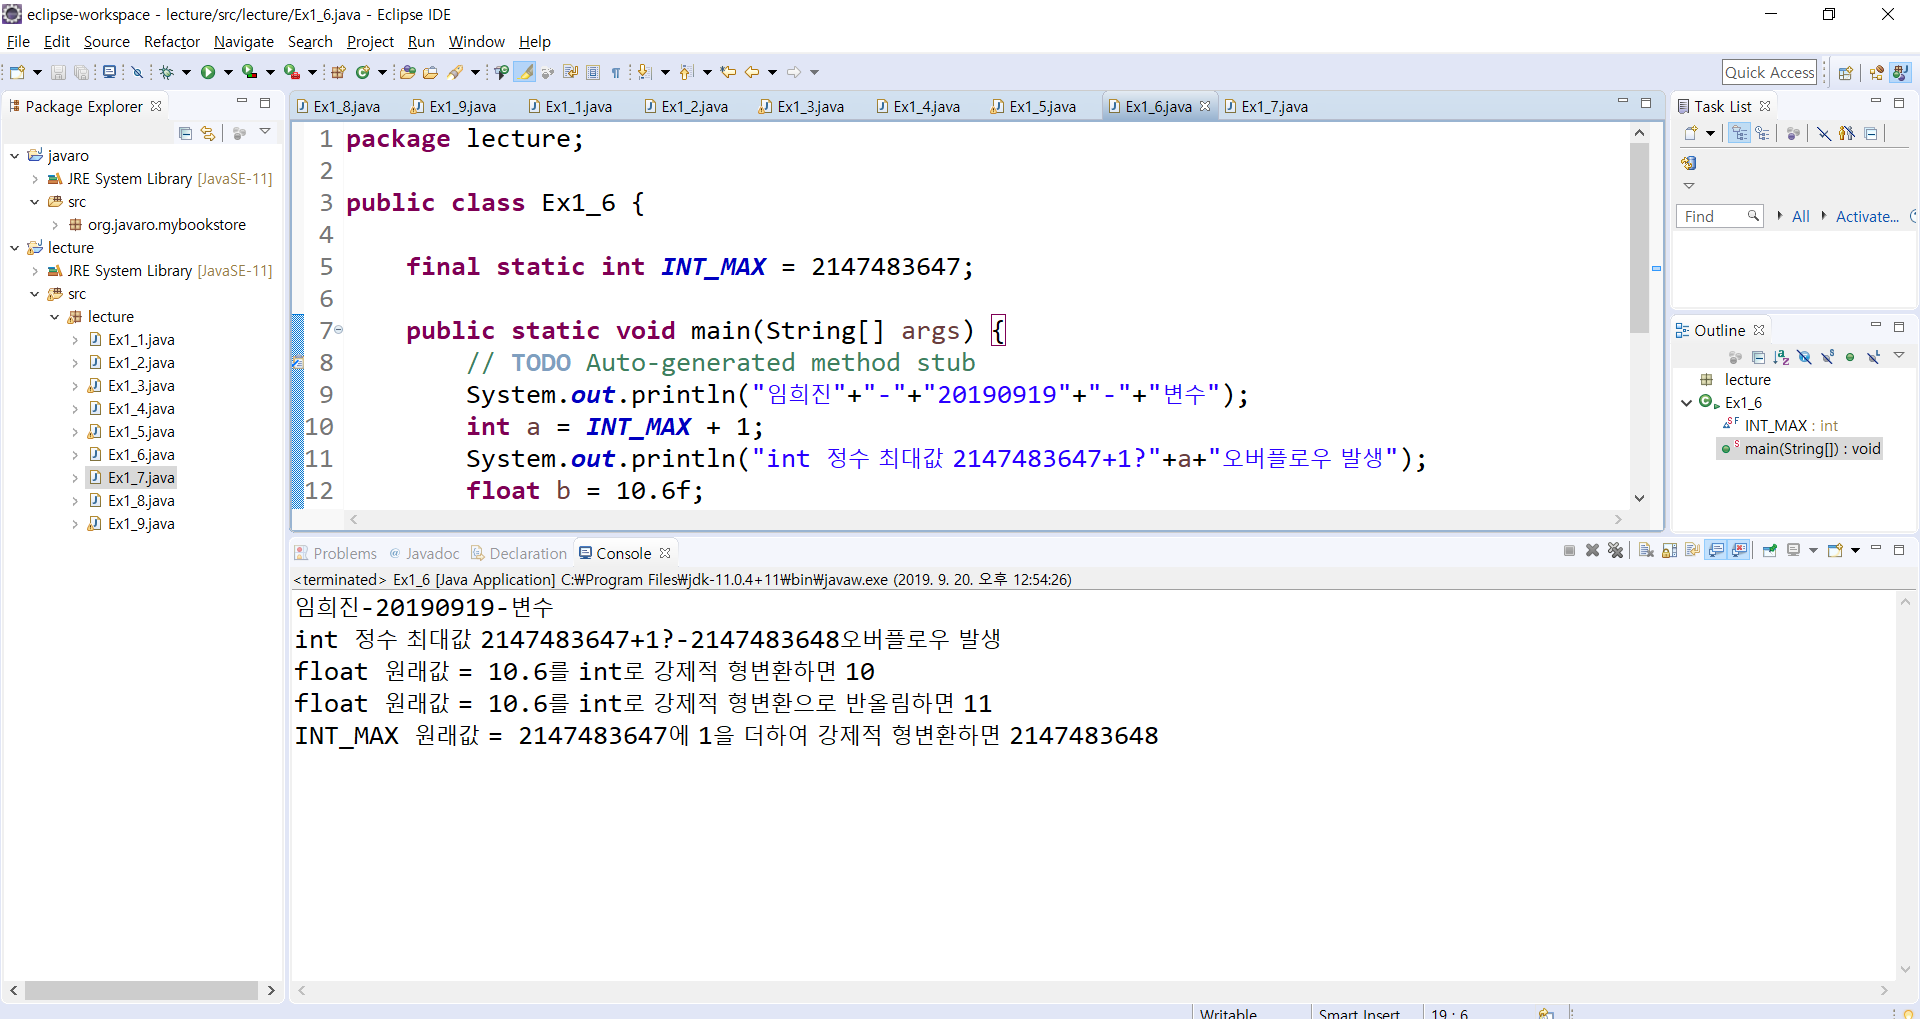 eclipse-workspace - lecture/src/lecture/Ex1_6.java - Eclipse IDE
File Edit Source Refactor Navigate Search Project Run Window Help
Quick Access
Package Explorer
javaro
JRE System Library [JavaSE-11]
src
org.javaro.mybookstore
lecture
JRE System Library [JavaSE-11]
src
lecture
Ex1_1.java
Ex1_2.java
Ex1_3.java
Ex1_4.java
Ex1_5.java
Ex1_6.java
Ex1_7.java
Ex1_8.java
Ex1_9.java
Ex1_8.java Ex1_9.java Ex1_1.java Ex1_2.java Ex1_3.java Ex1_4.java Ex1_5.java Ex1_6.java Ex1_7.java
1 package lecture;
2
3 public class Ex1_6 {
4
5 final static int INT_MAX = 2147483647;
6
7 public static void main(String[] args) {
8 // TODO Auto-generated method stub
9 System.out.println("임희진"+"-"+"20190919"+"-"+"변수");
10 int a = INT_MAX + 1;
11 System.out.println("int 정수 최대값 2147483647+1?"+a+"오버플로우 발생");
12 float b = 10.6f;
Task List
Find All Activate...
Outline
lecture
Ex1_6
INT_MAX : int
main(String[]) : void
Problems @ Javadoc Declaration Console
<terminated> Ex1_6 [Java Application] C:₩Program Files₩jdk-11.0.4+11₩bin₩javaw.exe (2019. 9. 20. 오후 12:54:26)
임희진-20190919-변수
int 정수 최대값 2147483647+1?-2147483648오버플로우 발생
float 원래값 = 10.6를 int로 강제적 형변환하면 10
float 원래값 = 10.6를 int로 강제적 형변환으로 반올림하면 11
INT_MAX 원래값 = 2147483647에 1을 더하여 강제적 형변환하면 2147483648
Writable Smart Insert 19 : 6